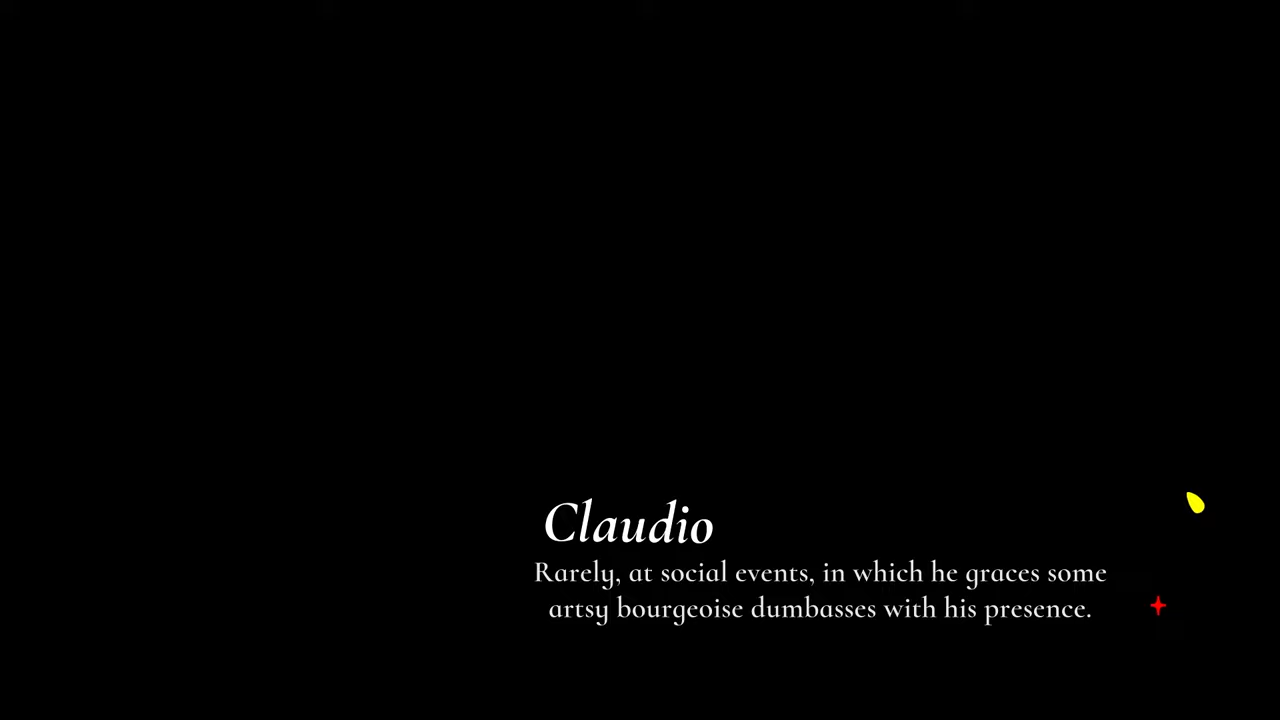 Claudio
Rarely, at social events, in which he graces some
artsy bourgeoise dumbasses with his presence.